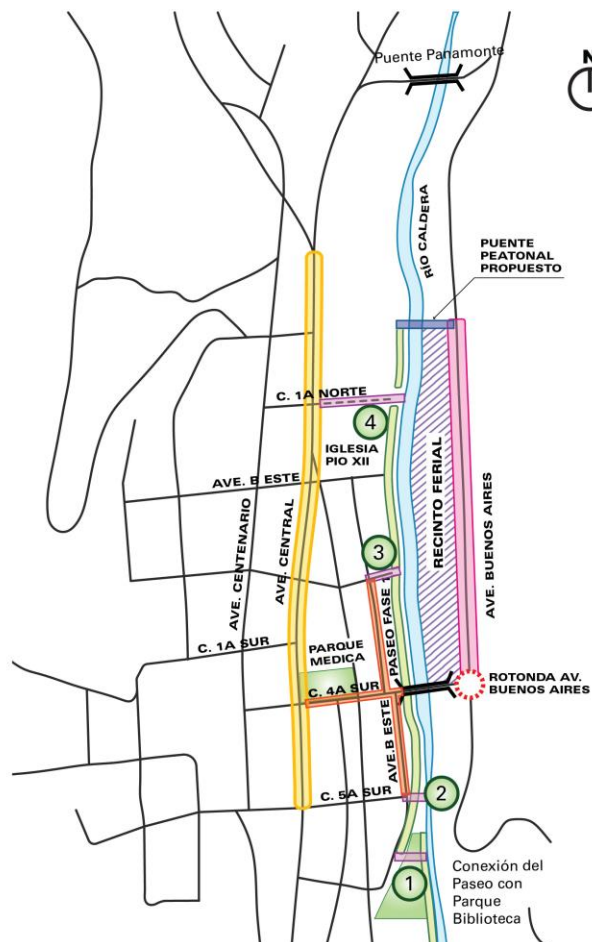 Puente Panamonte
N
RÍO CALDERA
PUENTE
PEATONAL
PROPUESTO
C. 1A NORTE
4
IGLESIA
PIO XII
AVE. B ESTE
RECINTO FERIAL
AVE. BUENOS AIRES
AVE. CENTENARIO
AVE. CENTRAL
3
PASEO FASE 1
C. 1A SUR
PARQUE
MEDICA
C. 4A SUR
ROTONDA AV.
BUENOS AIRES
AVE.B ESTE
C. 5A SUR
2
1
Conexión del
Paseo con
Parque
Biblioteca